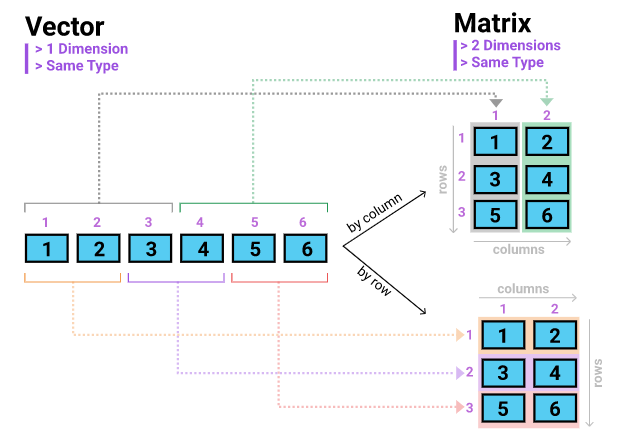 Vector
> 1 Dimension
> Same Type
Matrix
> 2 Dimensions
> Same Type
1 2
1 1 2
2 3 4
3 5 6
rows
columns
1 2 3 4 5 6
1 2 3 4 5 6
by column
by row
columns
1 2
1 1 2
2 3 4
3 5 6
rows